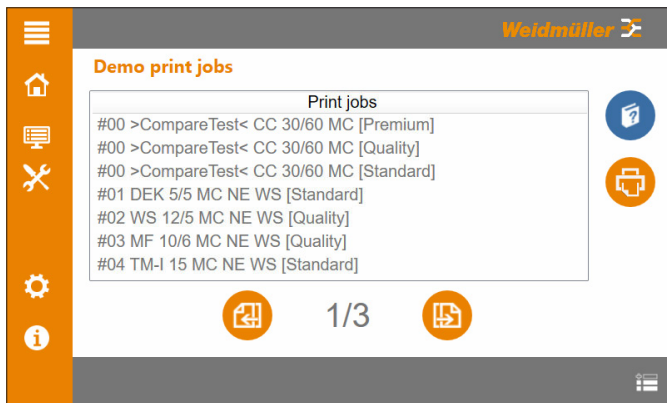 Weidmüller
Demo print jobs
Print jobs
#00 >CompareTest< CC 30/60 MC [Premium]
#00 >CompareTest< CC 30/60 MC [Quality]
#00 >CompareTest< CC 30/60 MC [Standard]
#01 DEK 5/5 MC NE WS [Standard]
#02 WS 12/5 MC NE WS [Quality]
#03 MF 10/6 MC NE WS [Quality]
#04 TM-I 15 MC NE WS [Standard]
1/3